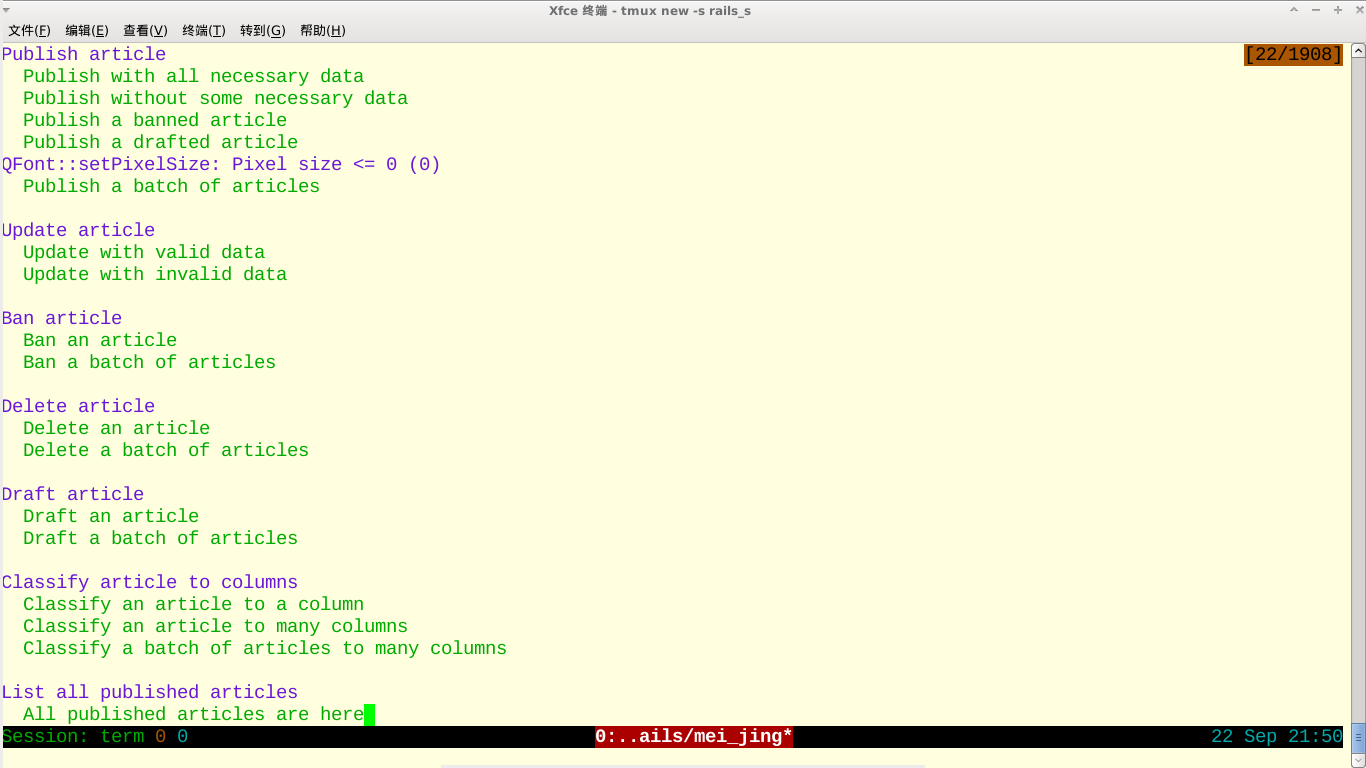 Xfce 终端 - tmux new -s rails_s
文件(F) 编辑(E) 查看(V) 终端(T) 转到(G) 帮助(H)
Publish article [22/1908]
Publish with all necessary data
Publish without some necessary data
Publish a banned article
Publish a drafted article
QFont::setPixelSize: Pixel size <= 0 (0)
Publish a batch of articles
Update article
Update with valid data
Update with invalid data
Ban article
Ban an article
Ban a batch of articles
Delete article
Delete an article
Delete a batch of articles
Draft article
Draft an article
Draft a batch of articles
Classify article to columns
Classify an article to a column
Classify an article to many columns
Classify a batch of articles to many columns
List all published articles
All published articles are here
Session: term 0 0 0:..ails/mei_jing* 22 Sep 21:50